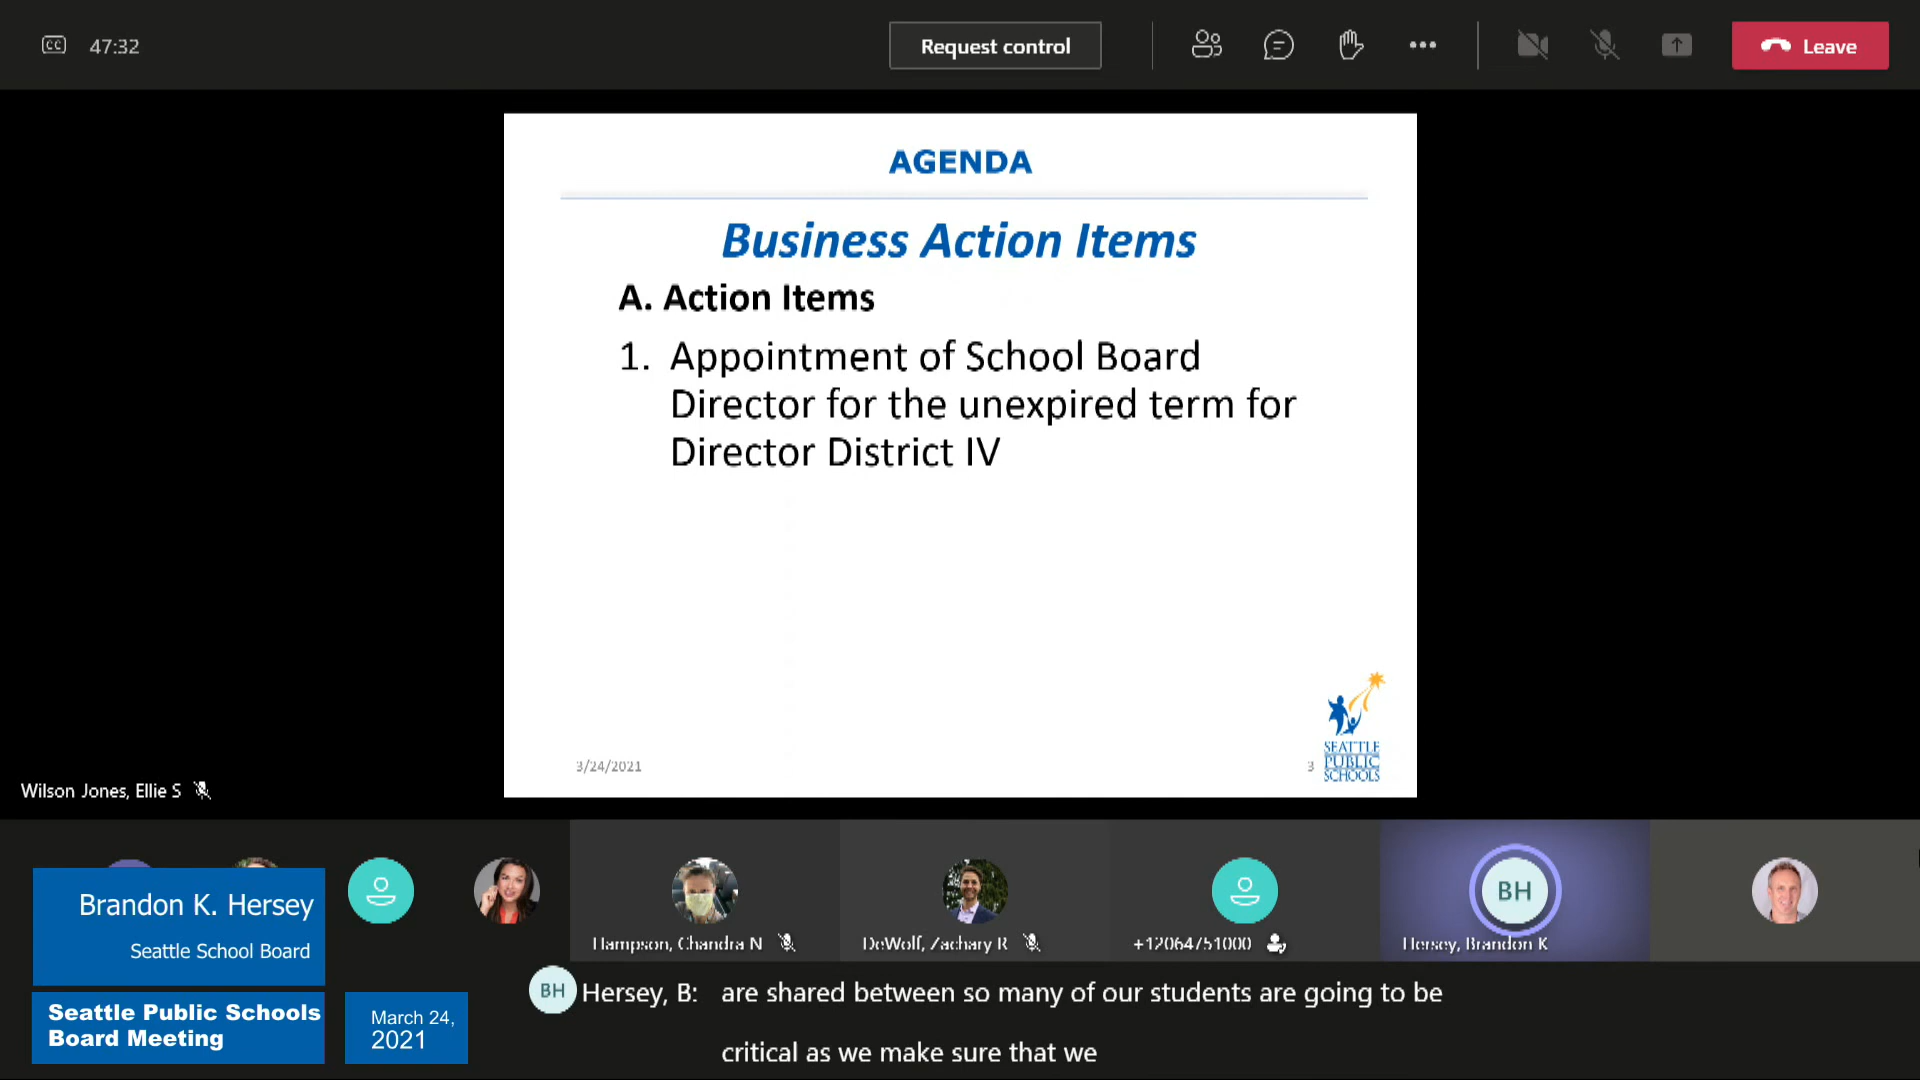 CC 47:32
Request control
Leave
AGENDA
Business Action Items
A. Action Items
1. Appointment of School Board
Director for the unexpired term for
Director District IV
3/24/2021
3
SEATTLE
PUBLIC
SCHOOLS
Wilson Jones, Ellie S
BH
Hampson, Chandra N
DeWolf, Zachary R
+12064751000
Hersey, Brandon K
Brandon K. Hersey
Seattle School Board
Seattle Public Schools
Board Meeting
March 24,
2021
BH Hersey, B: are shared between so many of our students are going to be
critical as we make sure that we